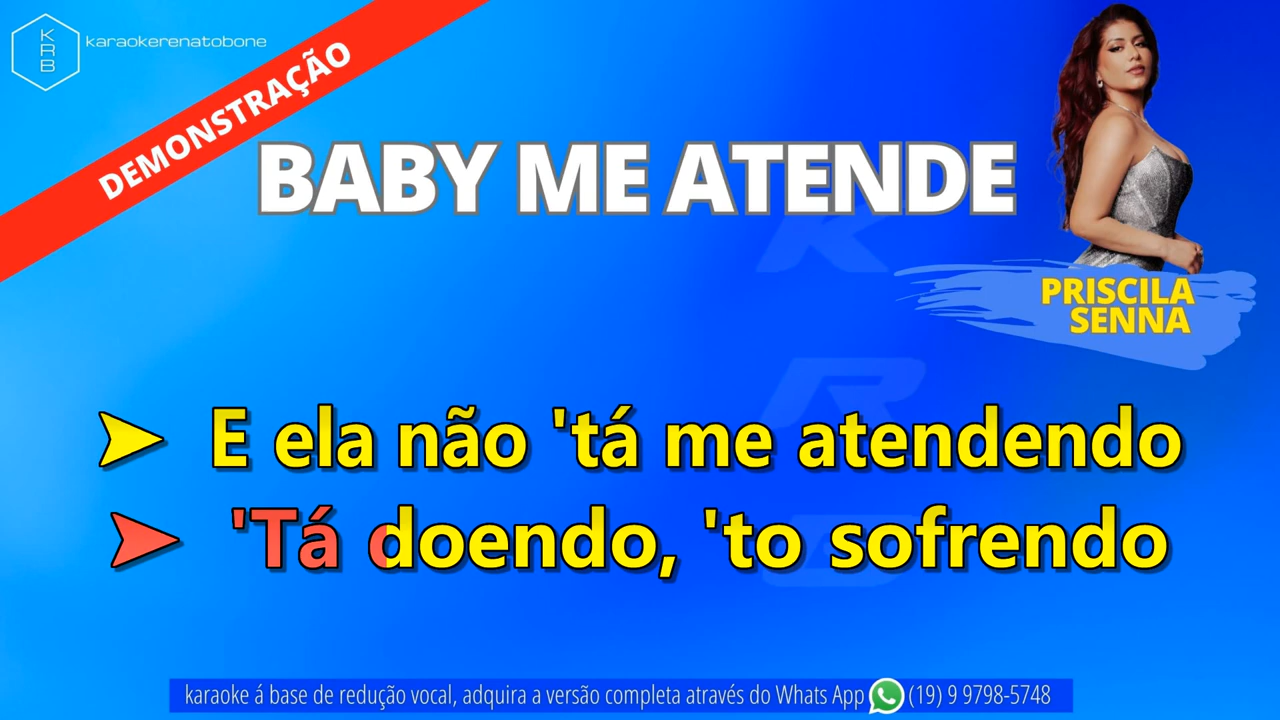 K
R
B
karaokerenatobone
DEMONSTRAÇÃO
BABY ME ATENDE
K
R
B
PRISCILA
SENNA
E ela não 'tá me atendendo
'Tá doendo, 'to sofrendo
karaoke á base de redução vocal, adquira a versão completa através do Whats App (19) 9 9798-5748